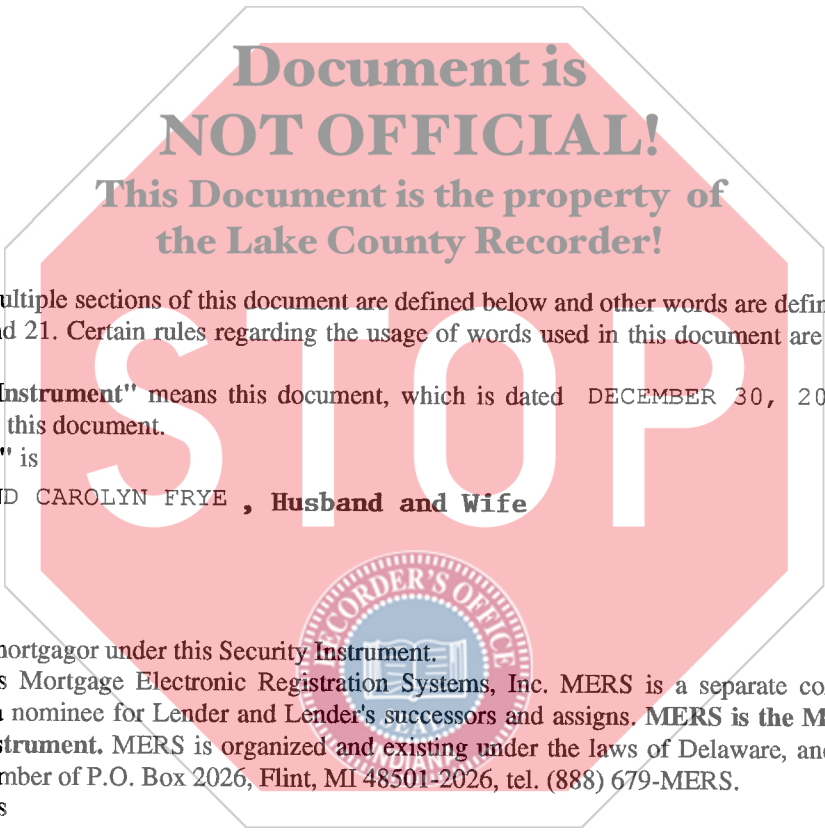 Document is
NOT OFFICIAL!
This Document is the property of
the Lake County Recorder!
ultiple sections of this document are defined below and other words are defin
d 21. Certain rules regarding the usage of words used in this document are
Instrument" means this document, which is dated DECEMBER 30, 20
this document.
" is
D CAROLYN FRYE , Husband and Wife
STOP
RECORDER'S OFFICE
SEAL
INDIANA
mortgagor under this Security Instrument.
s Mortgage Electronic Registration Systems, Inc. MERS is a separate co
nominee for Lender and Lender's successors and assigns. MERS is the M
strument. MERS is organized and existing under the laws of Delaware, and
mber of P.O. Box 2026, Flint, MI 48501-2026, tel. (888) 679-MERS.
s